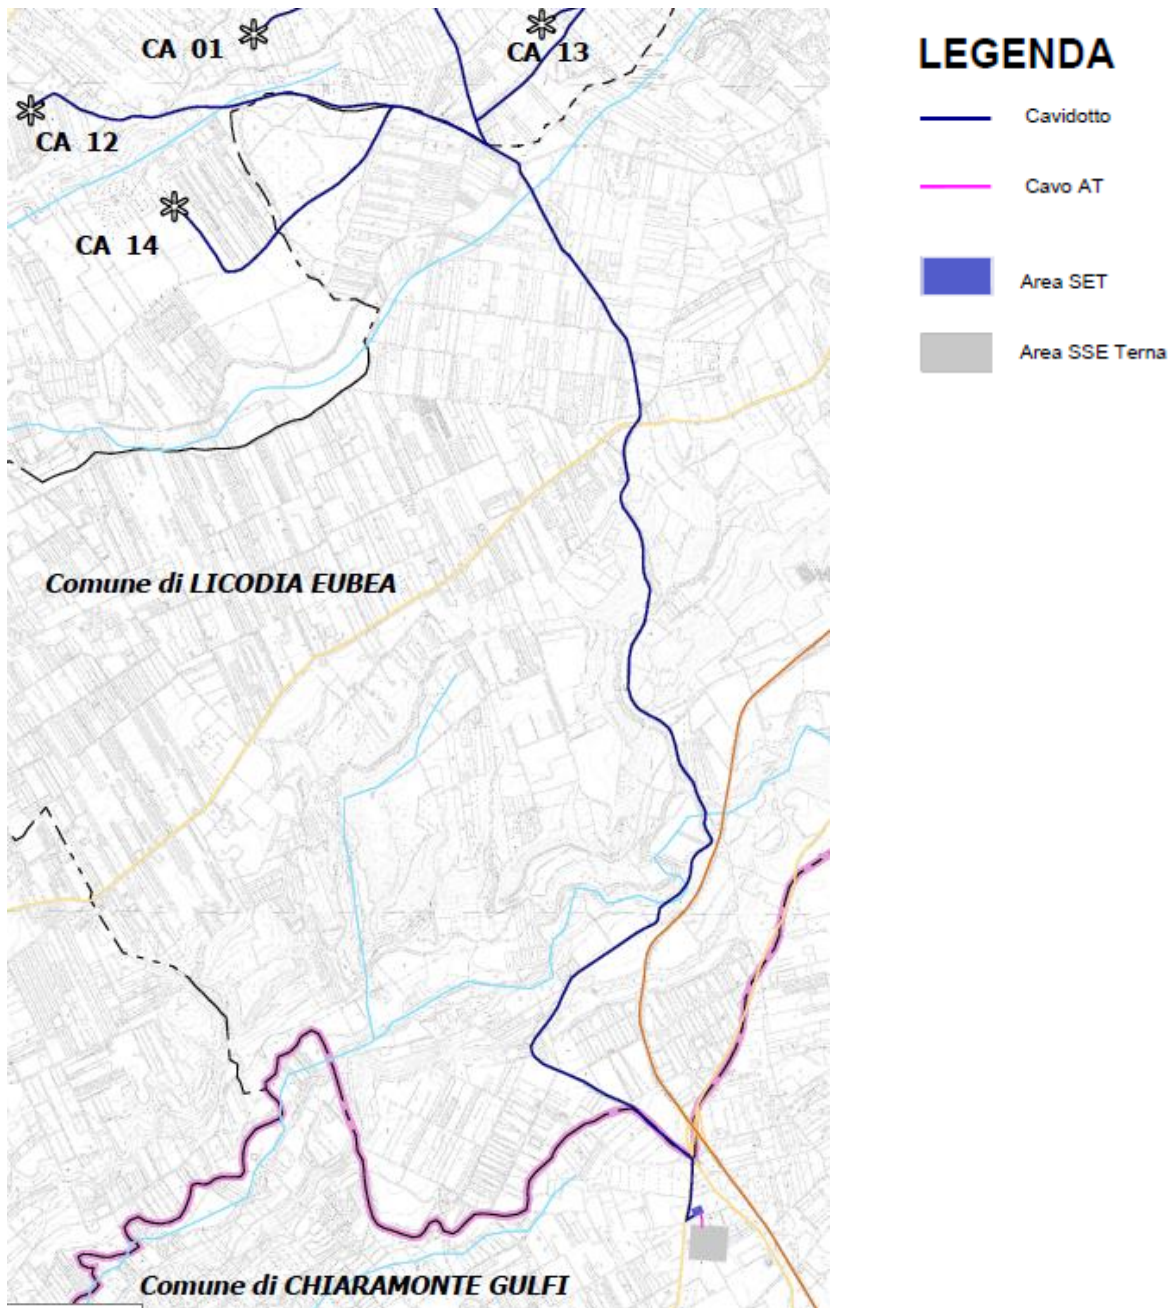 CA 01
CA 13
CA 12
CA 14
Comune di LICODIA EUBEA
Comune di CHIARAMONTE GULFI
LEGENDA
Cavidotto
Cavo AT
Area SET
Area SSE Terna